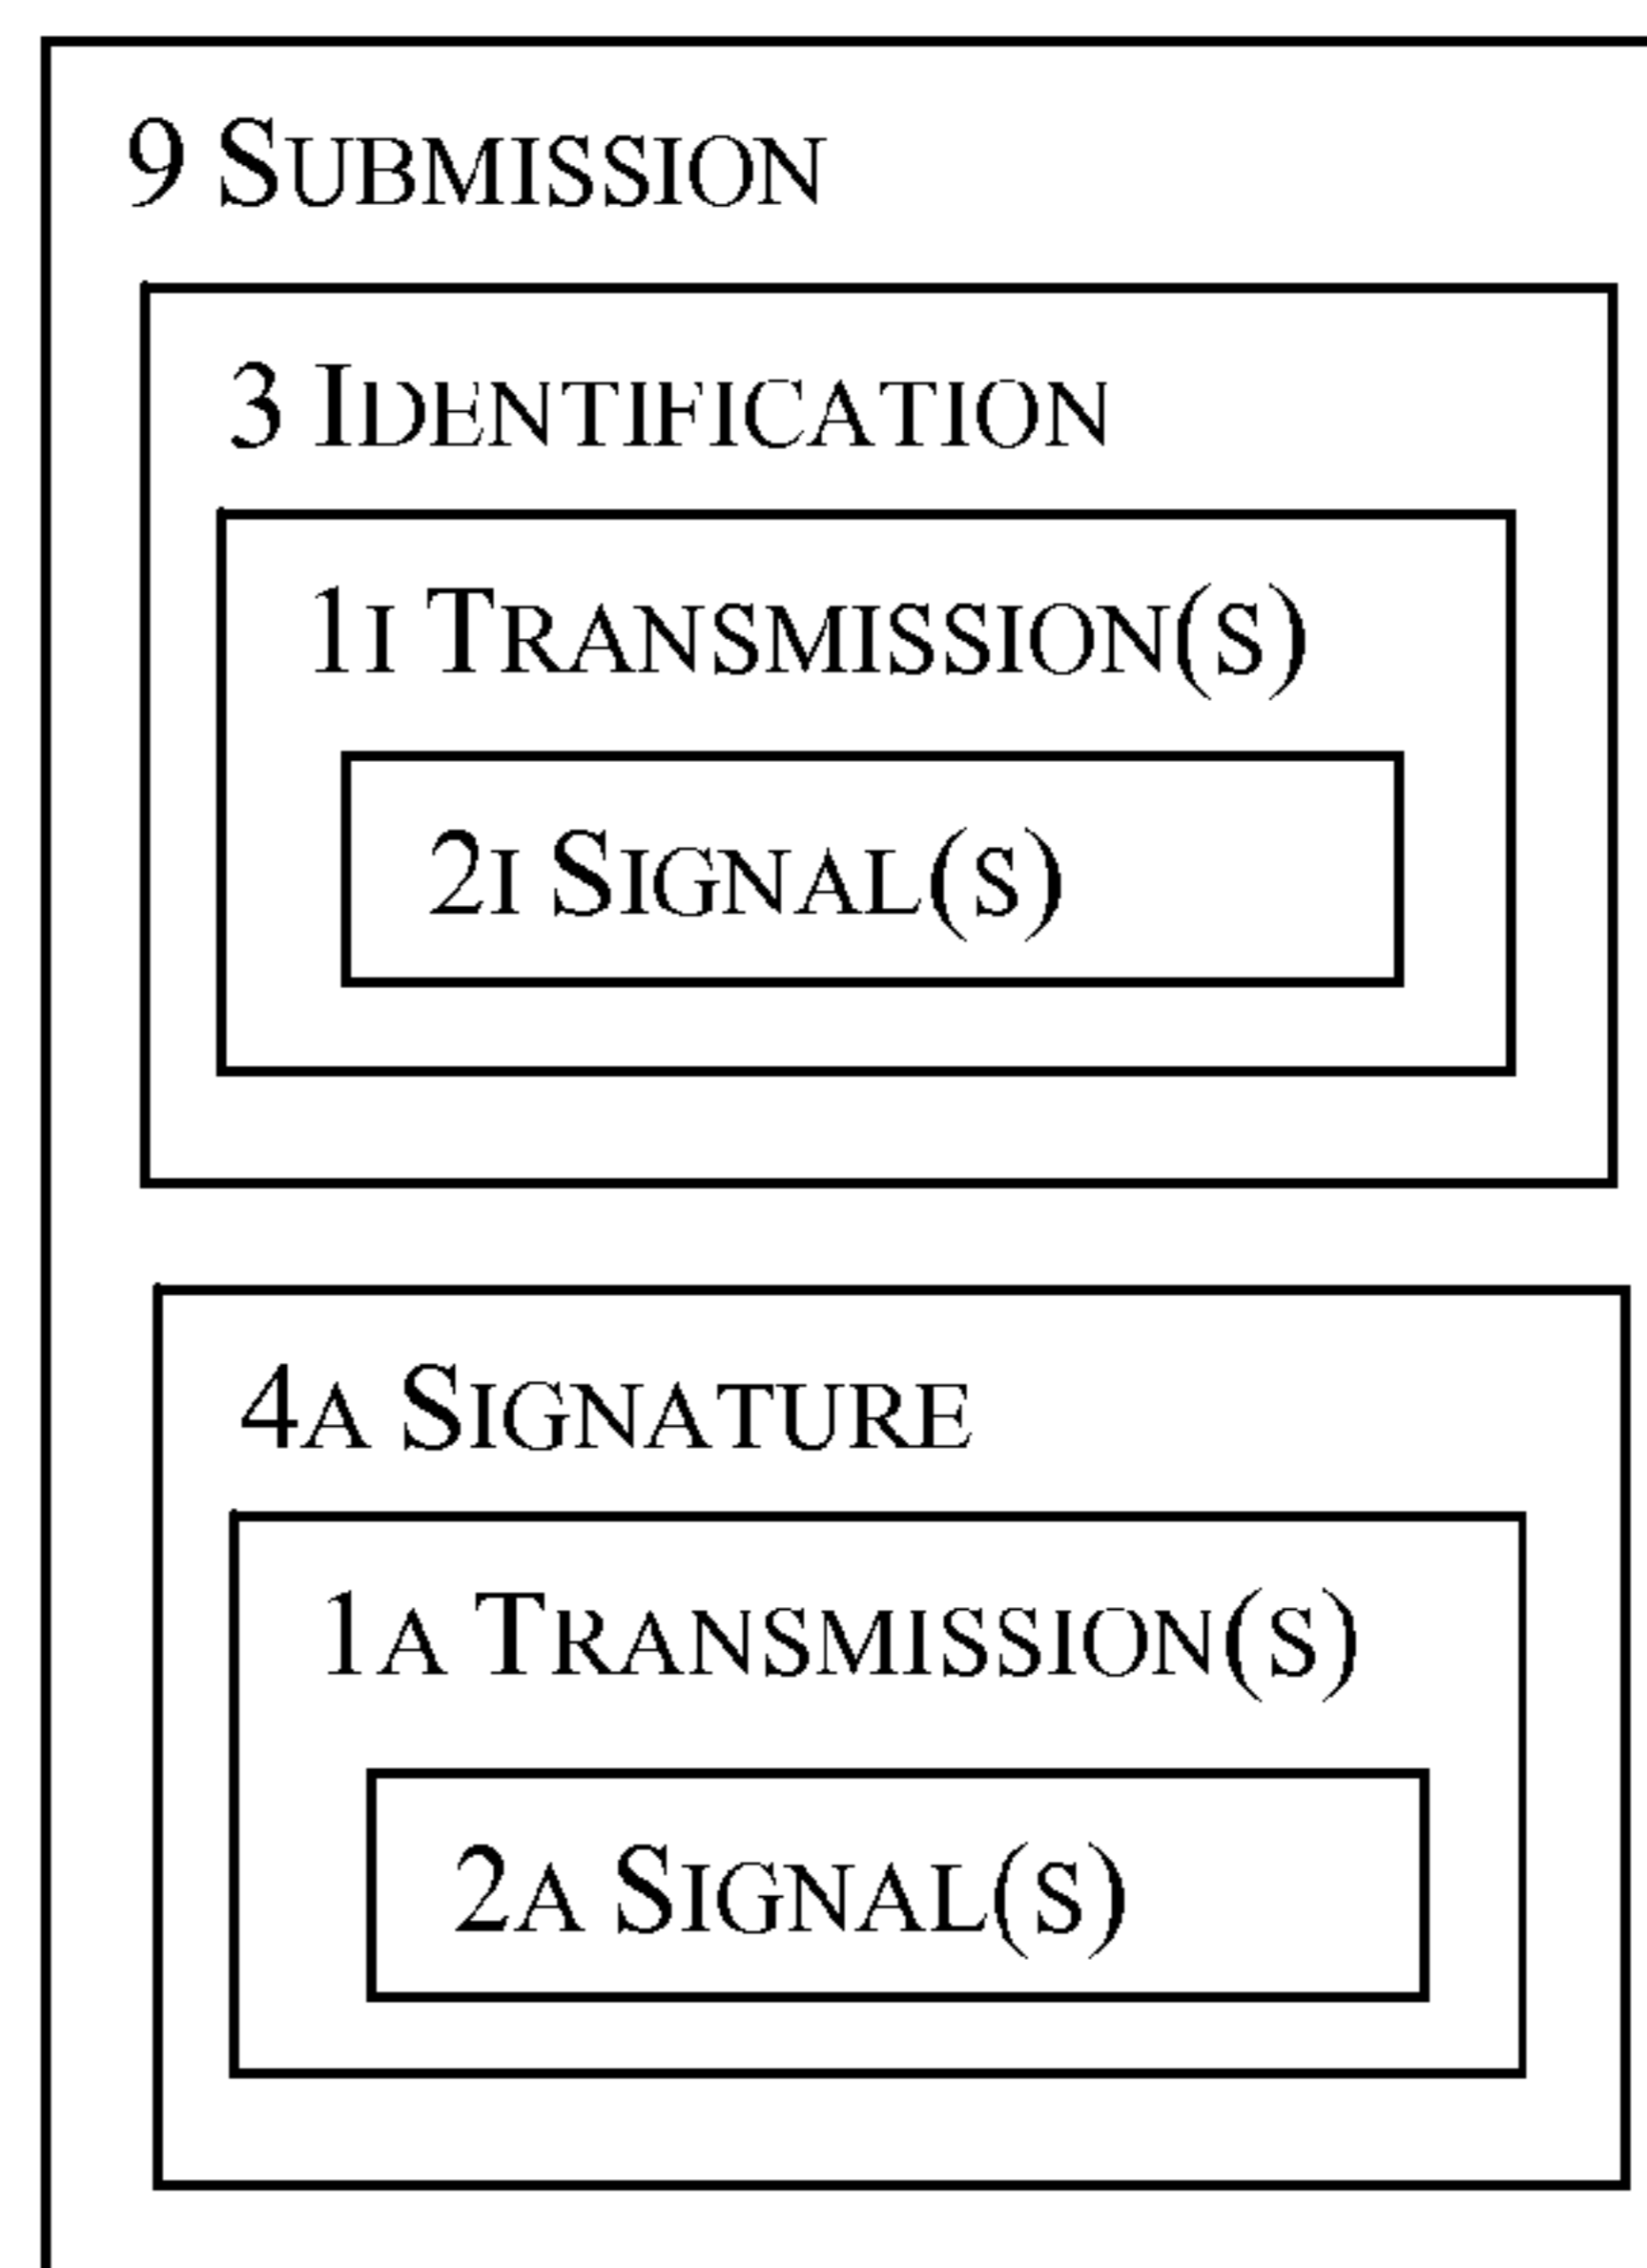 9 SUBMISSION
3 IDENTIFICATION
1I TRANSMISSION(S)
2I SIGNAL(S)
4A SIGNATURE
1A TRANSMISSION(S)
2A SIGNAL(S)